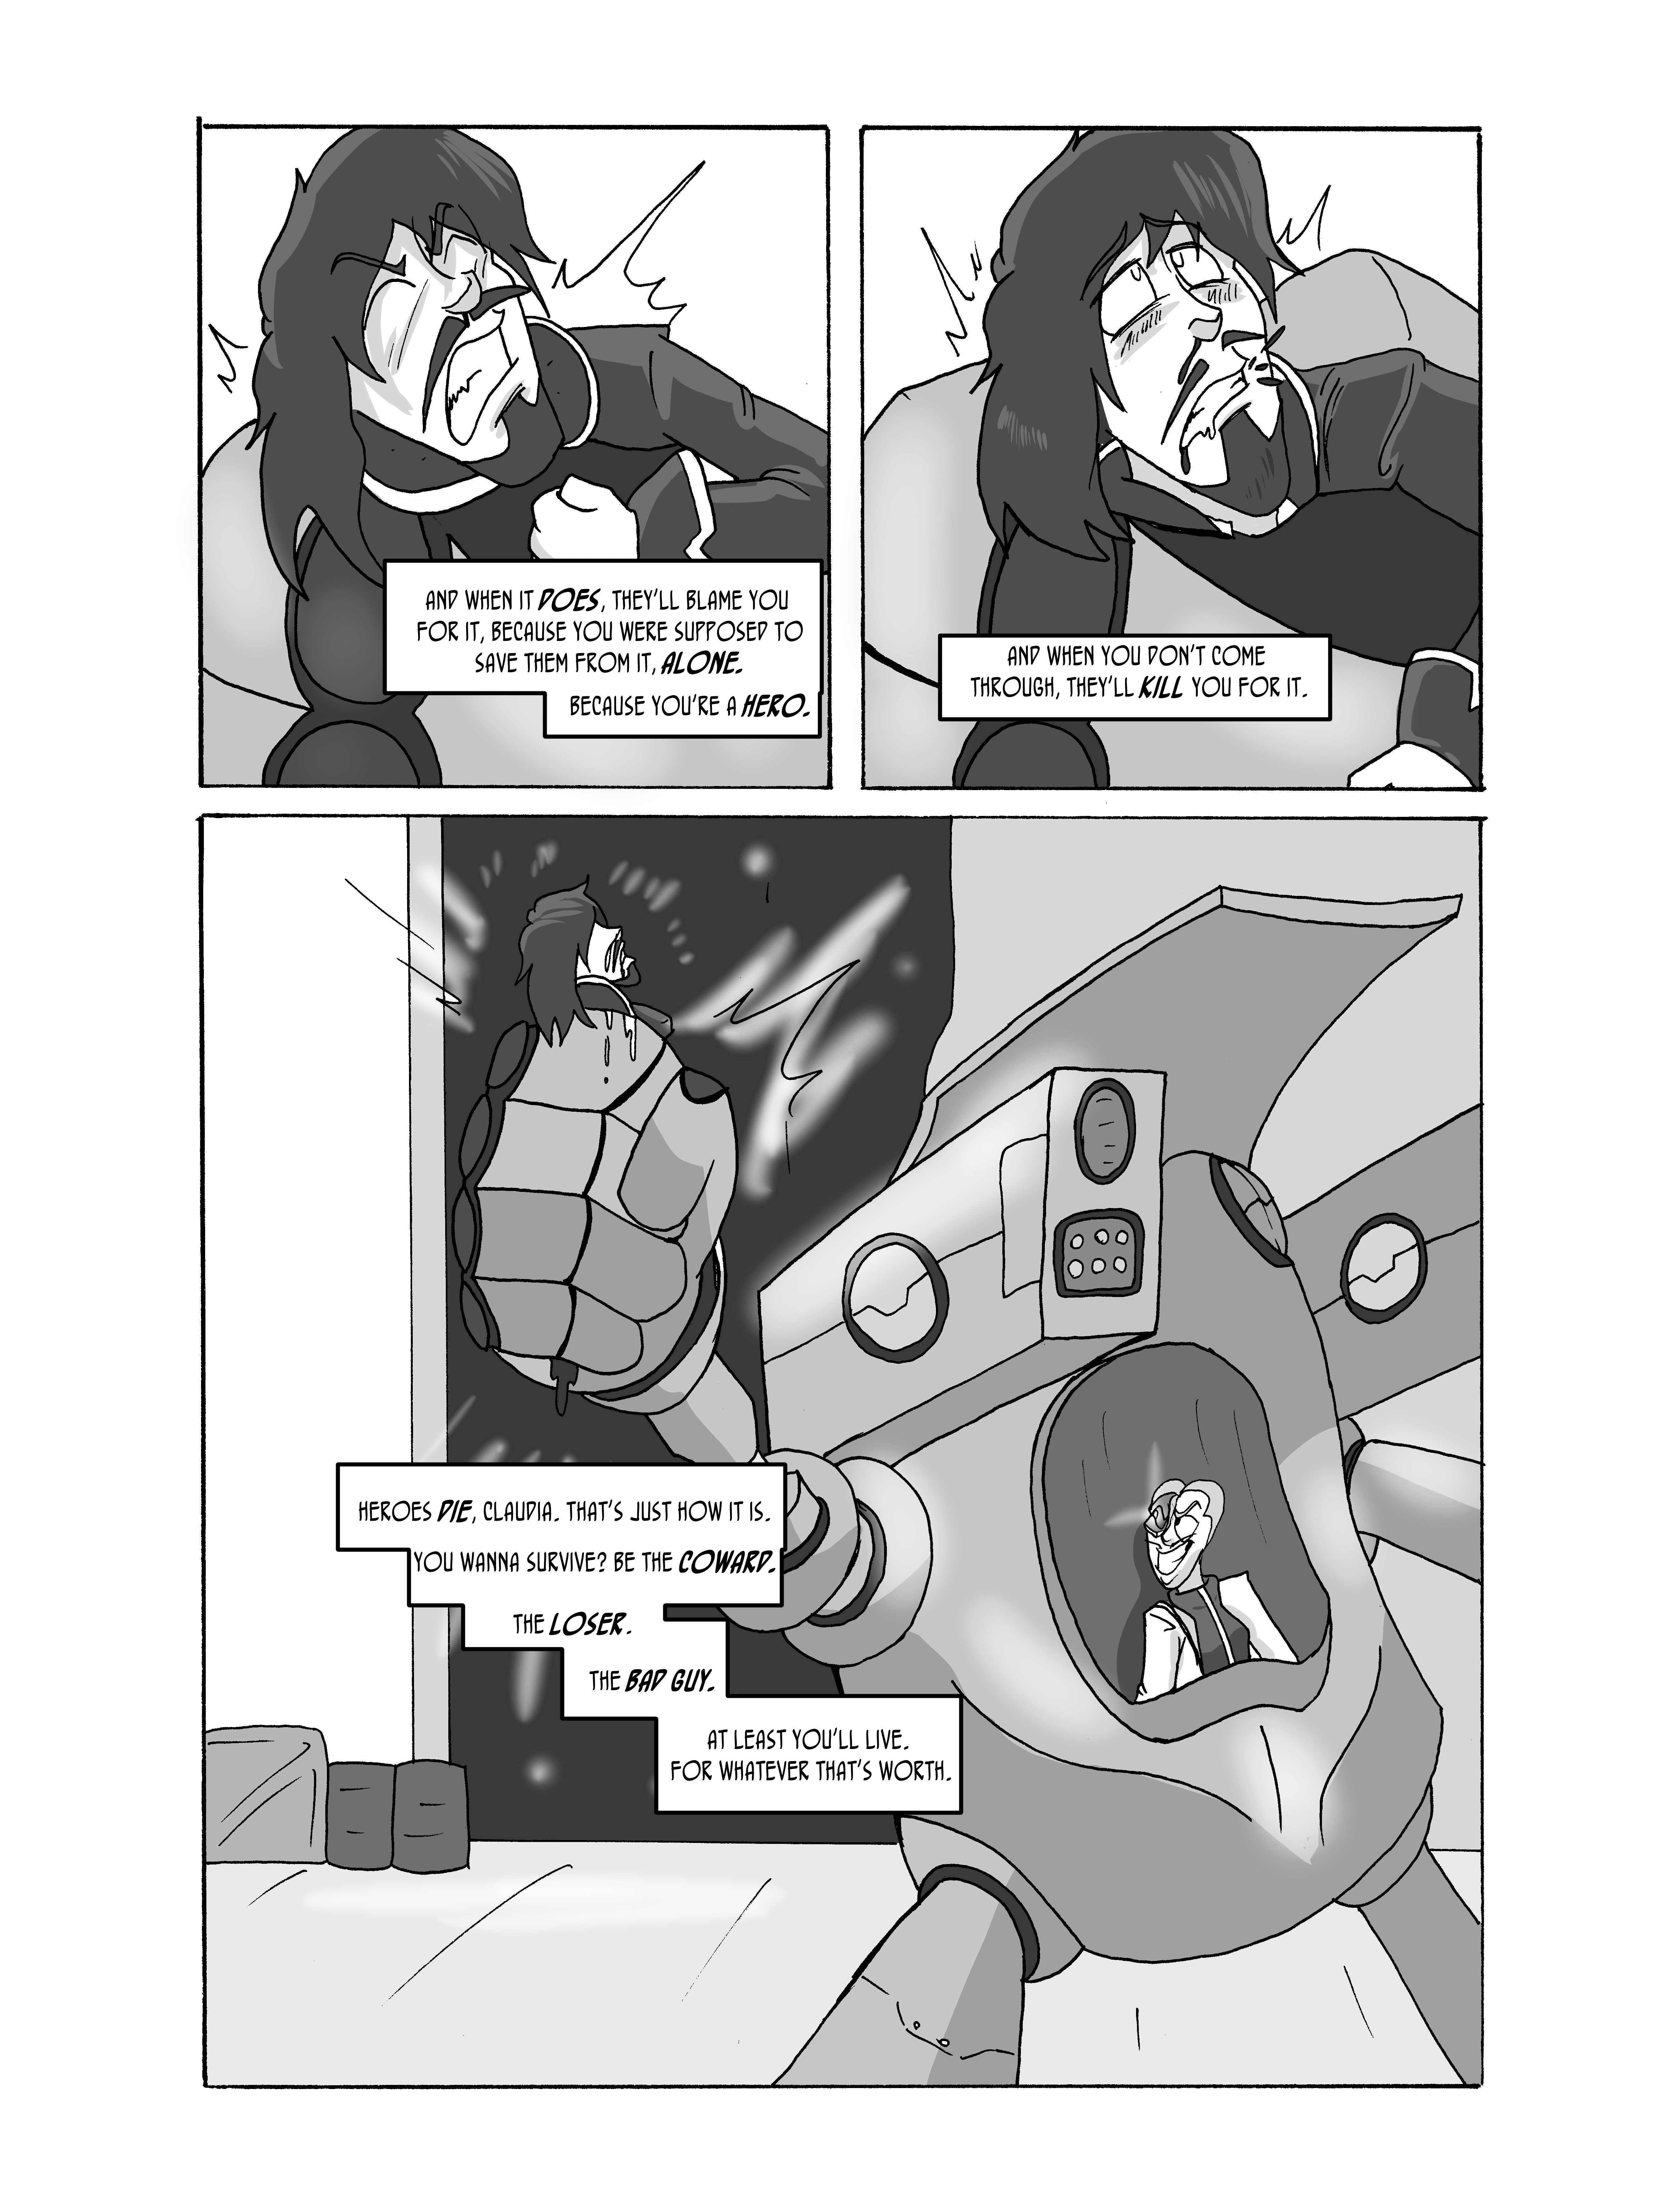 AND WHEN IT DOES, THEY'LL BLAME YOU
FOR IT, BECAUSE YOU WERE SUPPOSED TO
SAVE THEM FROM IT, ALONE.
BECAUSE YOU'RE A HERO.
AND WHEN YOU DON'T COME
THROUGH, THEY'LL KILL YOU FOR IT.
HEROES DIE, CLAUDIA. THAT'S JUST HOW IT IS.
YOU WANNA SURVIVE? BE THE COWARD.
THE LOSER.
THE BAD GUY.
AT LEAST YOU'LL LIVE.
FOR WHATEVER THAT'S WORTH.